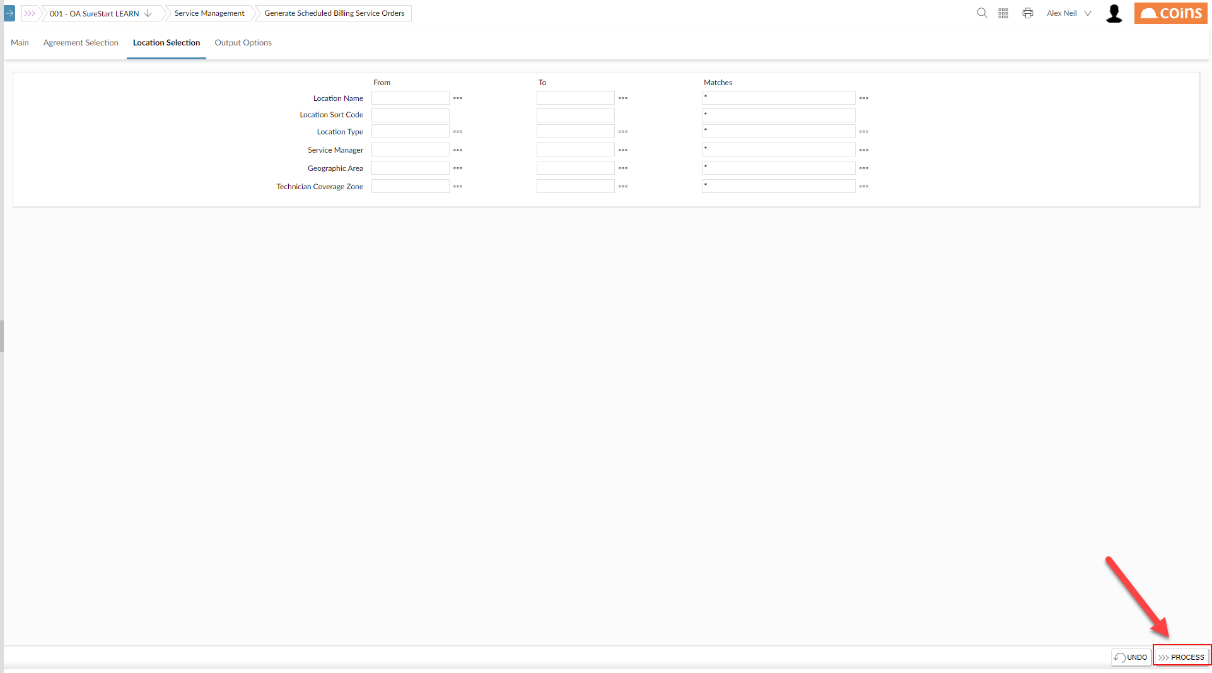 001 - OA SureStart LEARN Service Management Generate Scheduled Billing Service Orders Alex Neil coins
Main Agreement Selection Location Selection Output Options
From To Matches
Location Name *
Location Sort Code *
Location Type *
Service Manager *
Geographic Area *
Technician Coverage Zone *
UNDO PROCESS